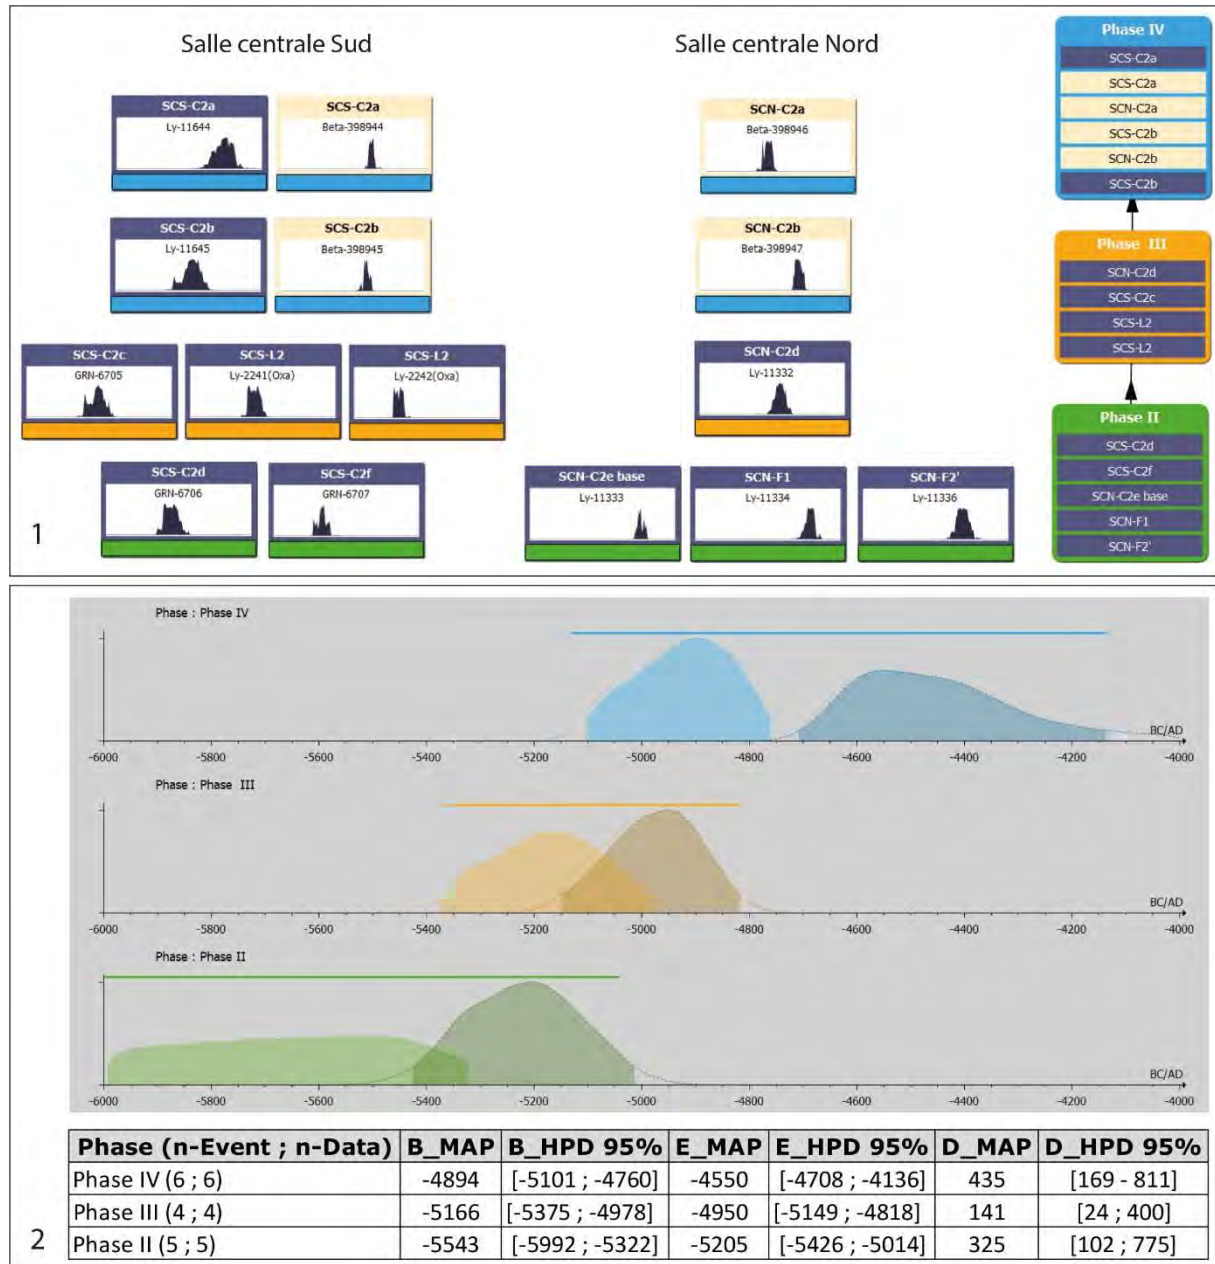 Salle centrale Sud
Salle centrale Nord
SCS-C2a
Ly-11644
SCS-C2a
Beta-398944
SCN-C2a
Beta-398946
SCS-C2b
Ly-11645
SCS-C2b
Beta-398945
SCN-C2b
Beta-398947
SCS-C2c
GRN-6705
SCS-L2
Ly-2241(Oxa)
SCS-L2
Ly-2242(Oxa)
SCN-C2d
Ly-11332
SCS-C2d
GRN-6706
SCS-C2f
GRN-6707
SCN-C2e base
Ly-11333
SCN-F1
Ly-11334
SCN-F2'
Ly-11336
Phase IV
SCS-C2a
SCS-C2a
SCN-C2a
SCS-C2b
SCN-C2b
SCS-C2b
Phase III
SCN-C2d
SCS-C2c
SCS-L2
SCS-L2
Phase II
SCS-C2d
SCS-C2f
SCN-C2e base
SCN-F1
SCN-F2'
1
Phase : Phase IV
BC/AD
-6000 -5800 -5600 -5400 -5200 -5000 -4800 -4600 -4400 -4200 -4000
Phase : Phase III
BC/AD
-6000 -5800 -5600 -5400 -5200 -5000 -4800 -4600 -4400 -4200 -4000
Phase : Phase II
BC/AD
-6000 -5800 -5600 -5400 -5200 -5000 -4800 -4600 -4400 -4200 -4000
Phase (n-Event ; n-Data) B_MAP B_HPD 95% E_MAP E_HPD 95% D_MAP D_HPD 95%
Phase IV (6 ; 6) -4894 [-5101 ; -4760] -4550 [-4708 ; -4136] 435 [169 - 811]
Phase III (4 ; 4) -5166 [-5375 ; -4978] -4950 [-5149 ; -4818] 141 [24 ; 400]
Phase II (5 ; 5) -5543 [-5992 ; -5322] -5205 [-5426 ; -5014] 325 [102 ; 775]
2